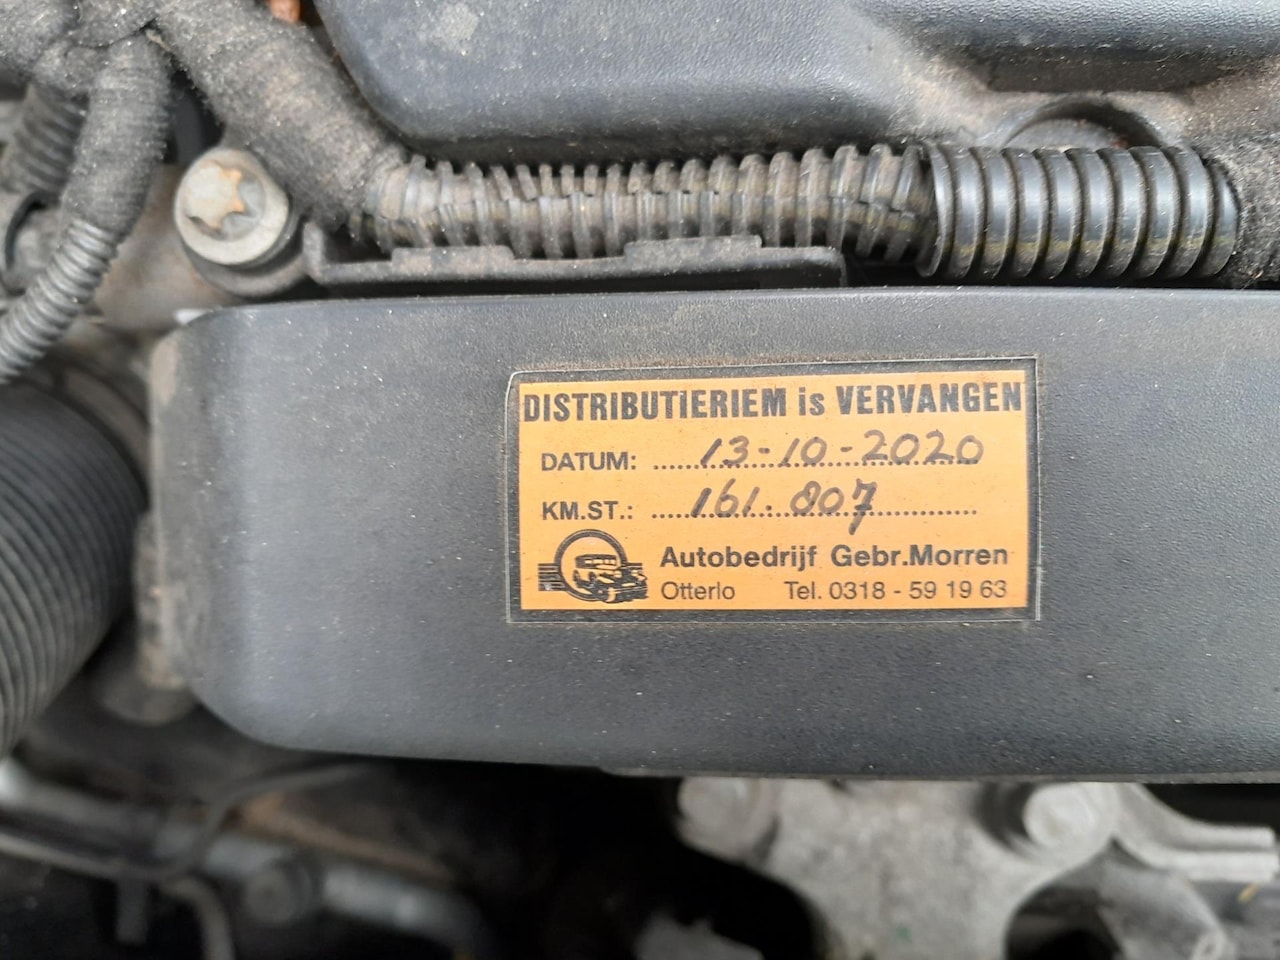 DISTRIBUTIERIEM is VERVANGEN
DATUM: 13-10-2020
KM.ST.: 161.807
Autobedrijf Gebr.Morren
Otterlo Tel. 0318 - 59 19 63